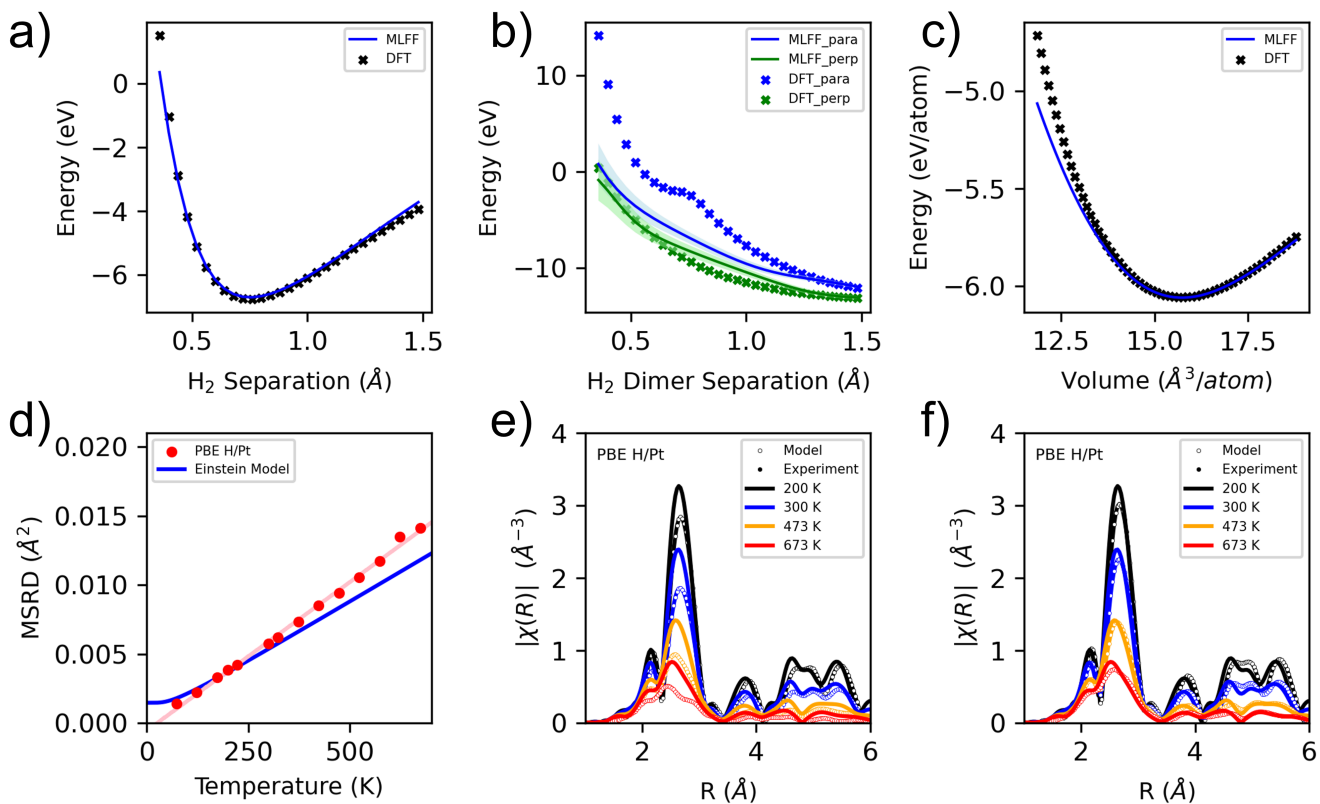 a)
MLFF
DFT
0
−2
−4
−6
Energy (eV)
0.5
1.0
1.5
H2 Separation (Å)
b)
MLFF_para
MLFF_perp
DFT_para
DFT_perp
10
0
−10
Energy (eV)
0.5
1.0
1.5
H2 Dimer Separation (Å)
c)
MLFF
DFT
−5.0
−5.5
−6.0
Energy (eV/atom)
12.5
15.0
17.5
Volume (Å³/atom)
d)
PBE H/Pt
Einstein Model
0.020
0.015
0.010
0.005
0.000
MSRD (Å²)
0
250
500
Temperature (K)
e)
PBE H/Pt
Model
Experiment
200 K
300 K
473 K
673 K
4
3
2
1
0
|χ(R)| (Å⁻³)
2
4
6
R (Å)
f)
PBE H/Pt
Model
Experiment
200 K
300 K
473 K
673 K
4
3
2
1
0
|χ(R)| (Å⁻³)
2
4
6
R (Å)